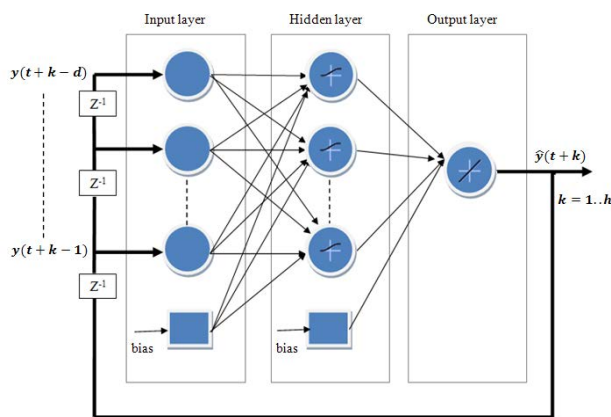 Input layer
Hidden layer
Output layer
y(t + k − d)
Z-1
Z-1
y(t + k − 1)
Z-1
bias
bias
ŷ(t + k)
k = 1..h